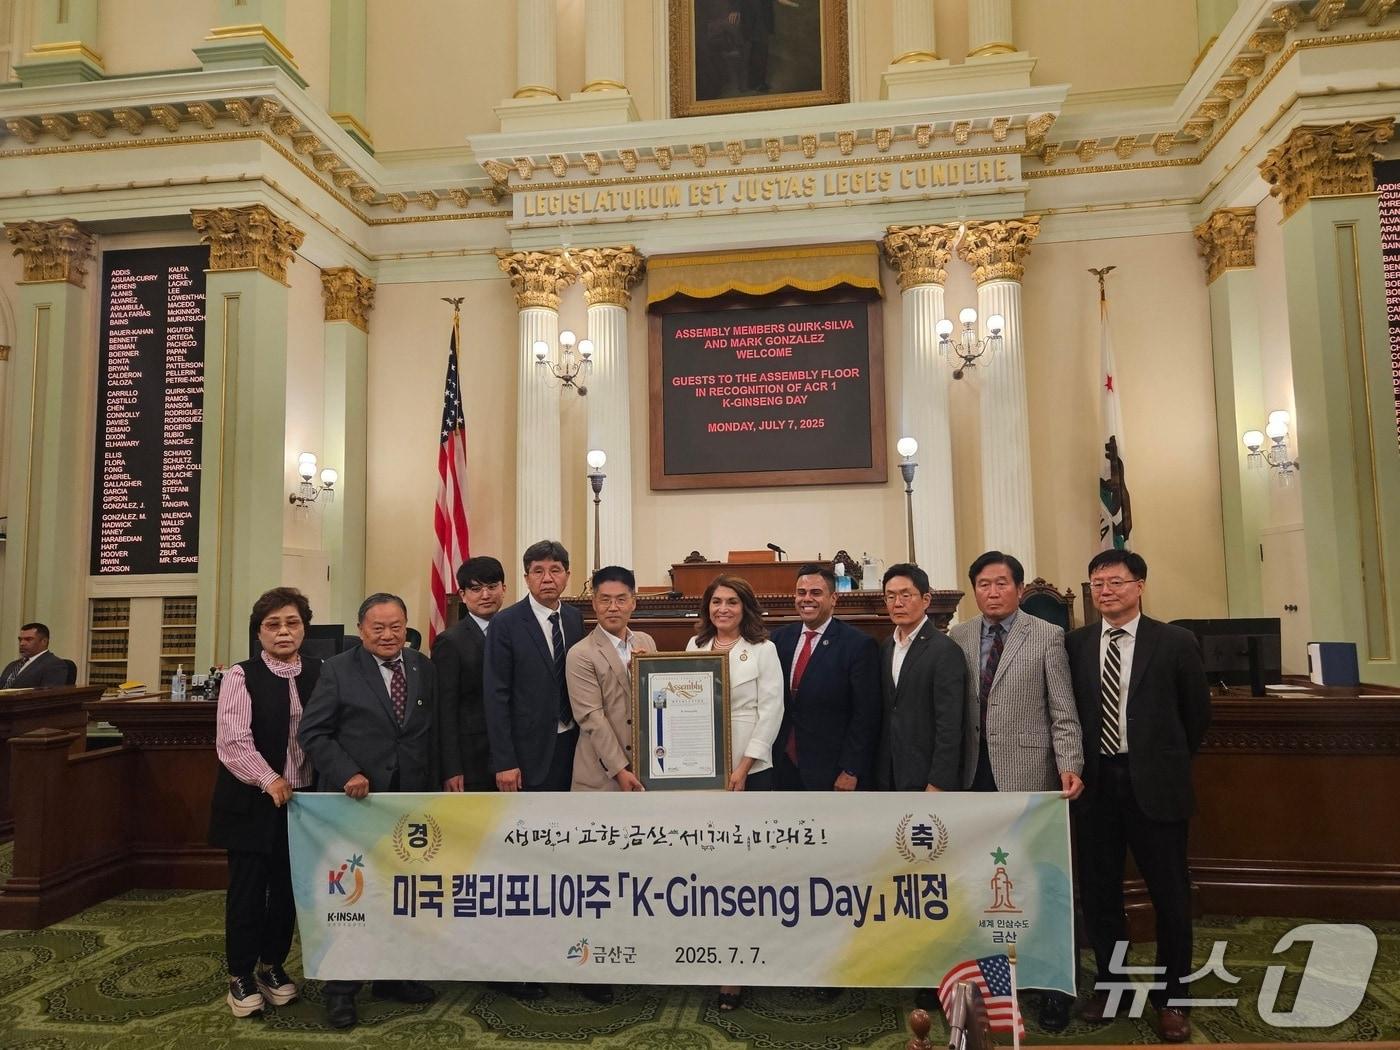 LEGISLATORUM EST JUSTAS LEGES CONDERE.
ASSEMBLY MEMBERS QUIRK-SILVA
AND MARK GONZALEZ
WELCOME
GUESTS TO THE ASSEMBLY FLOOR
IN RECOGNITION OF ACR 1
K-GINSENG DAY
MONDAY, JULY 7, 2025
ADDIS
AGUIAR-CURRY
AHRENS
ALANIS
ALVAREZ
ARAMBULA
ÁVILA FARÍAS
BAINS
BAUER-KAHAN
BENNETT
BERMAN
BOERNER
BONTA
BRYAN
CALDERON
CALOZA
CARRILLO
CASTILLO
CHEN
CONNOLLY
DAVIES
DEMAIO
DIXON
ELHAWARY
ELLIS
FLORA
FONG
GABRIEL
GALLAGHER
GARCIA
GIPSON
GONZALEZ, J.
GONZÁLEZ, M.
HADWICK
HANEY
HARABEDIAN
HART
HOOVER
IRWIN
JACKSON
KALRA
KRELL
LACKEY
LEE
LOWENTHAL
MACEDO
McKINNOR
MURATSUCH
NGUYEN
ORTEGA
PACHECO
PAPAN
PATEL
PATTERSON
PELLERIN
PETRIE-NOR
QUIRK-SILVA
RAMOS
RANSOM
RODRIGUEZ,
RODRIGUEZ,
ROGERS
RUBIO
SANCHEZ
SCHIAVO
SCHULTZ
SHARP-COLL
SOLACHE
SORIA
STEFANI
TA
TANGIPA
VALENCIA
WALLIS
WARD
WICKS
WILSON
ZBUR
MR. SPEAKE
Assembly
경 생명의 고향 금산, 세계로 미래로! 축
미국 캘리포니아주 「K-Ginseng Day」 제정
K-INSAM
세계 인삼수도
금산
금산군 2025. 7. 7.
뉴스1